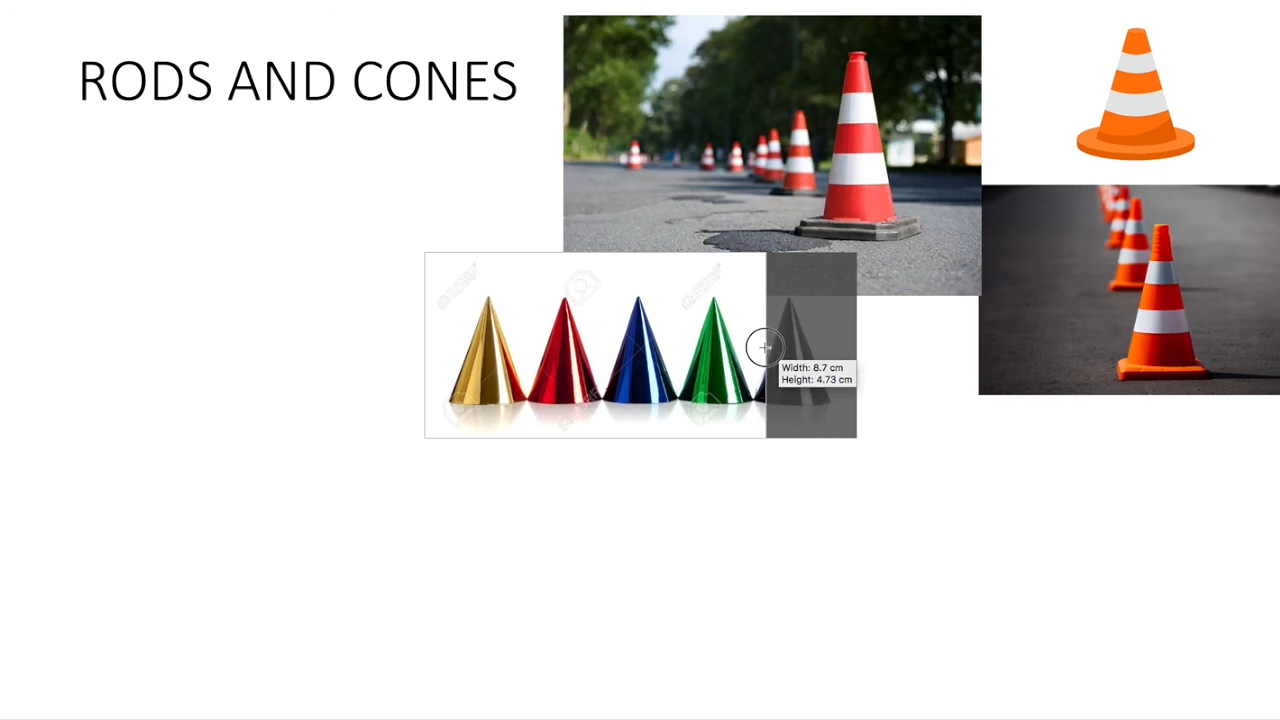 RODS AND CONES
Width: 8.7 cm
Height: 4.73 cm